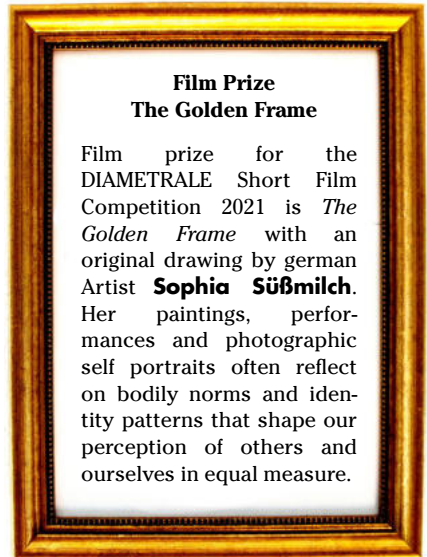 Film Prize
The Golden Frame
Film prize for the
DIAMETRALE Short Film
Competition 2021 is The
Golden Frame with an
original drawing by german
Artist Sophia Süßmilch.
Her paintings, perfor-
mances and photographic
self portraits often reflect
on bodily norms and iden-
tity patterns that shape our
perception of others and
ourselves in equal measure.